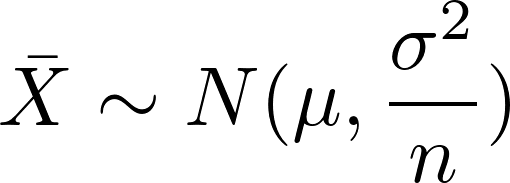 X̄ ~ N(μ, σ²/n)